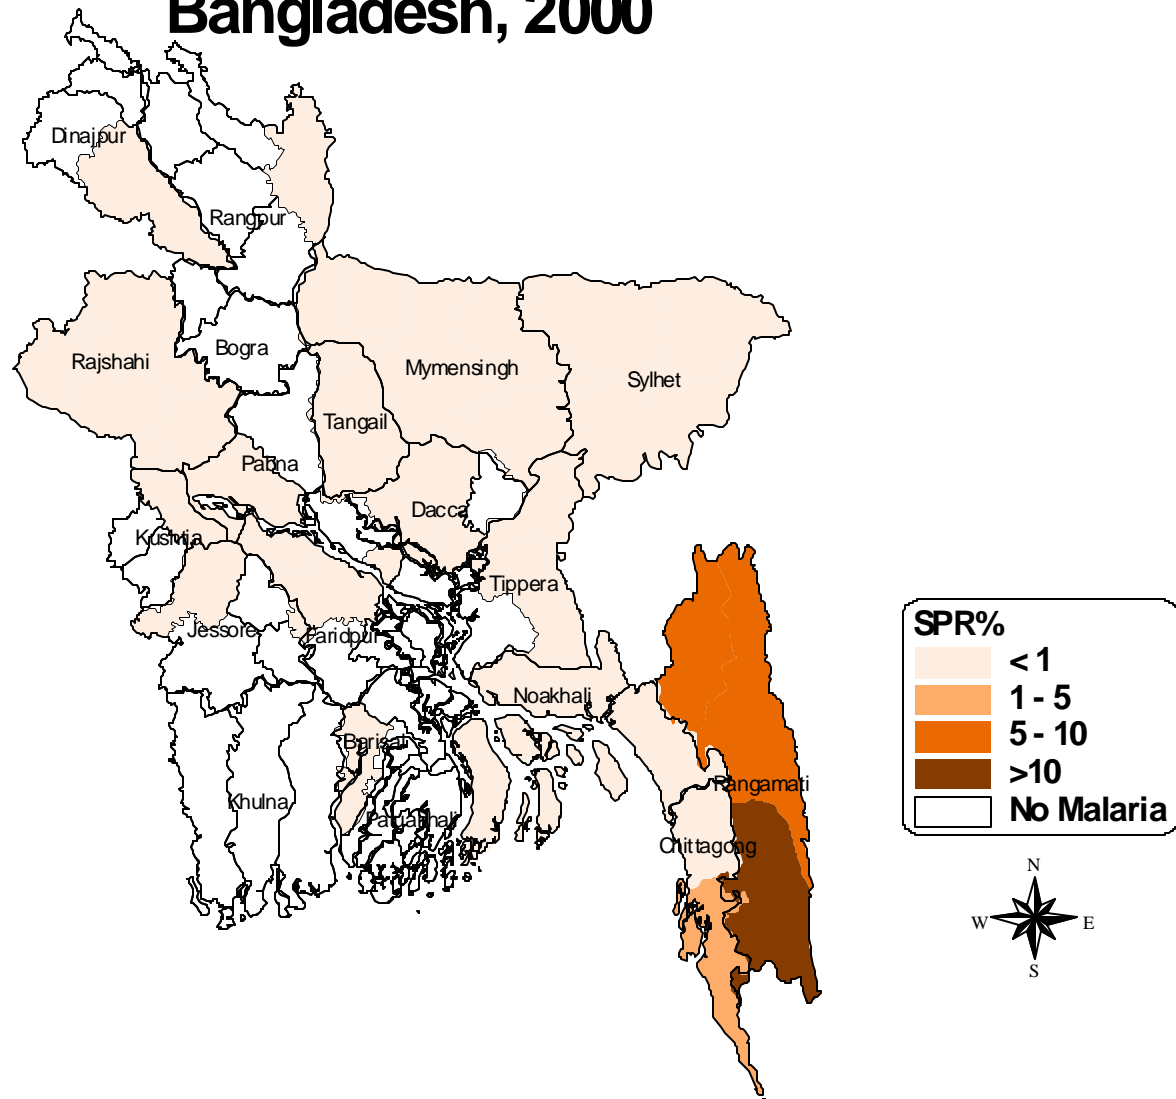 Bangladesh, 2000
Dinajpur
Rangpur
Bogra
Rajshahi
Mymensingh
Sylhet
Tangail
Pabna
Dacca
Kushtia
Tippera
Jessore
Faridpur
Noakhali
Barisal
Khulna
Patuakhali
Rangamati
Chittagong
SPR%
< 1
1 - 5
5 - 10
>10
No Malaria
N
W E
S